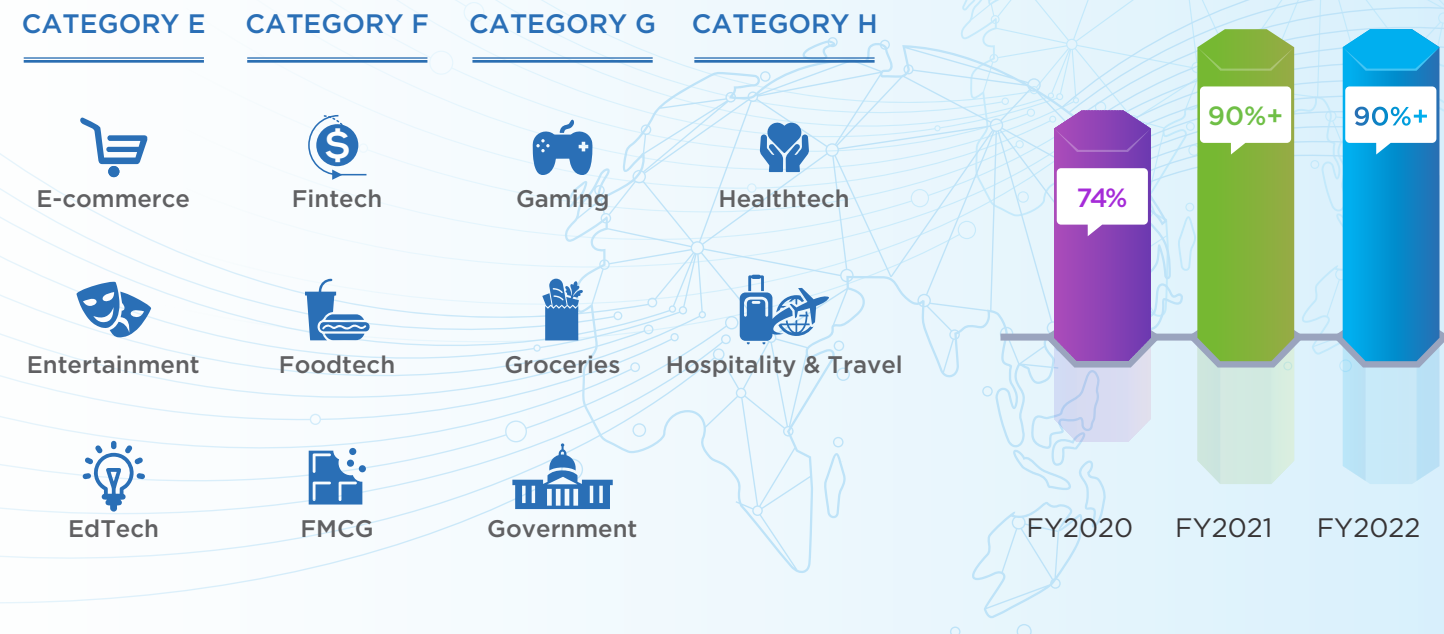 CATEGORY E
CATEGORY F
CATEGORY G
CATEGORY H
E-commerce
Fintech
Gaming
Healthtech
Entertainment
Foodtech
Groceries
Hospitality & Travel
EdTech
FMCG
Government
74%
90%+
90%+
FY2020
FY2021
FY2022